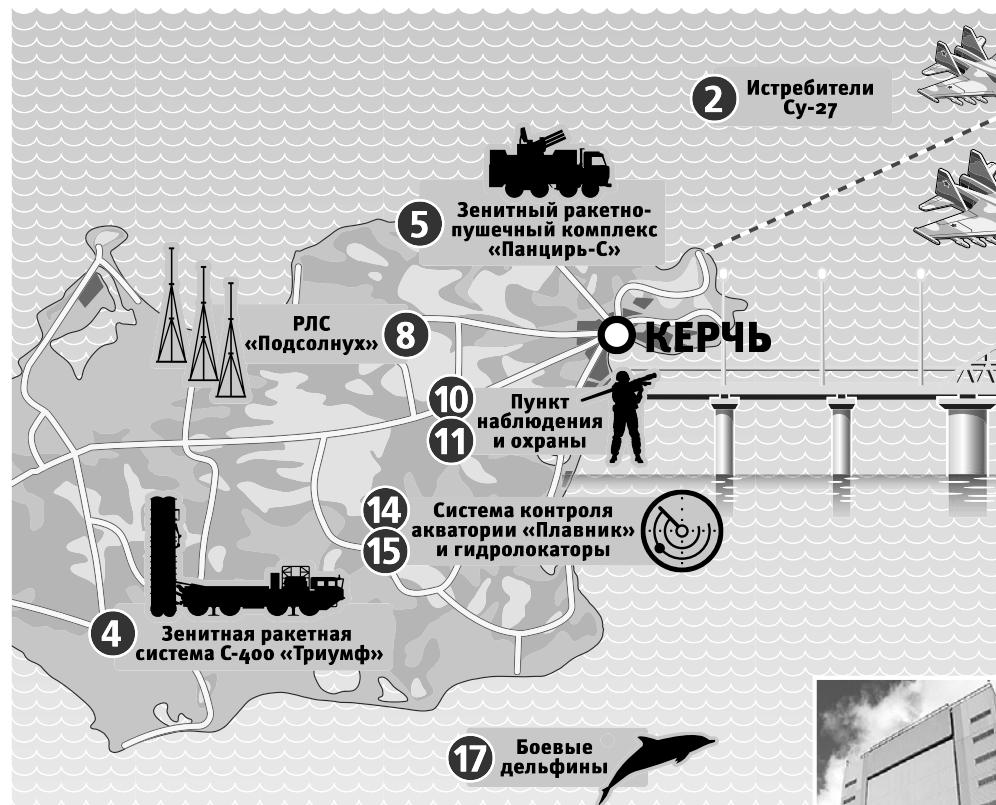 2
Истребители
Су-27
5
Зенитный ракетно-
пушечный комплекс
«Панцирь-С»
РЛС
«Подсолнух»
8
КЕРЧЬ
10
11
Пункт
наблюдения
и охраны
14
15
Система контроля
акватории «Плавник»
и гидролокаторы
4
Зенитная ракетная
система С-400 «Триумф»
17
Боевые
дельфины